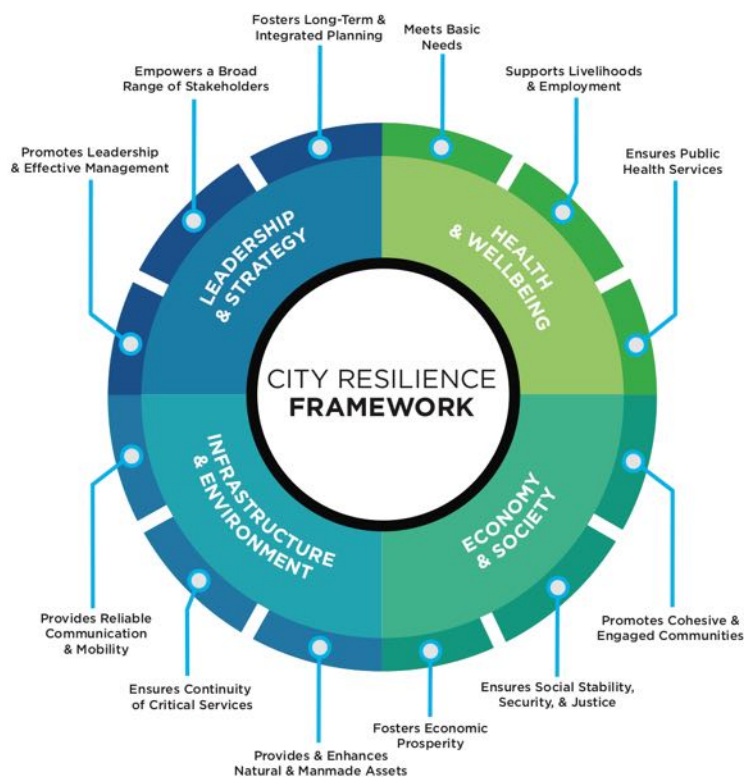 Fosters Long-Term &
Integrated Planning
Meets Basic
Needs
Empowers a Broad
Range of Stakeholders
Supports Livelihoods
& Employment
Promotes Leadership
& Effective Management
Ensures Public
Health Services
LEADERSHIP
& STRATEGY
HEALTH
& WELLBEING
CITY RESILIENCE
FRAMEWORK
INFRASTRUCTURE
& ENVIRONMENT
ECONOMY
& SOCIETY
Provides Reliable
Communication
& Mobility
Promotes Cohesive &
Engaged Communities
Ensures Continuity
of Critical Services
Ensures Social Stability,
Security, & Justice
Provides & Enhances
Natural & Manmade Assets
Fosters Economic
Prosperity